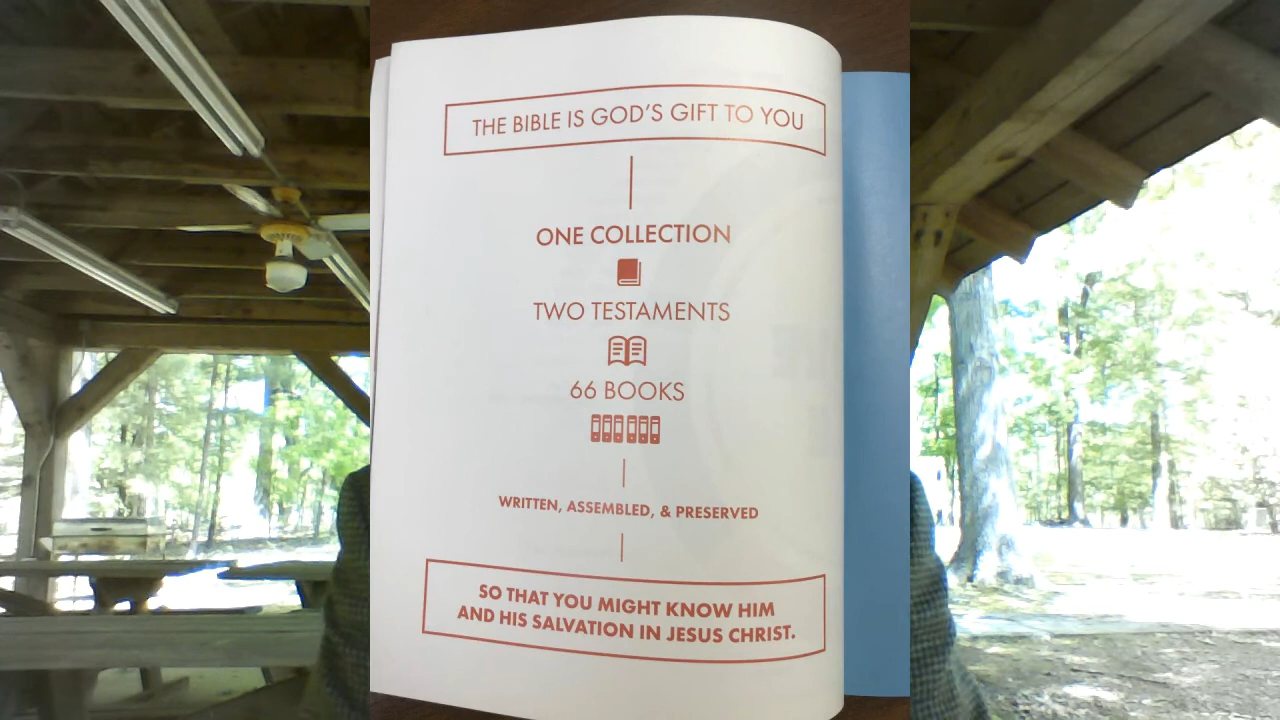 THE BIBLE IS GOD'S GIFT TO YOU
ONE COLLECTION
TWO TESTAMENTS
66 BOOKS
WRITTEN, ASSEMBLED, & PRESERVED
SO THAT YOU MIGHT KNOW HIM
AND HIS SALVATION IN JESUS CHRIST.